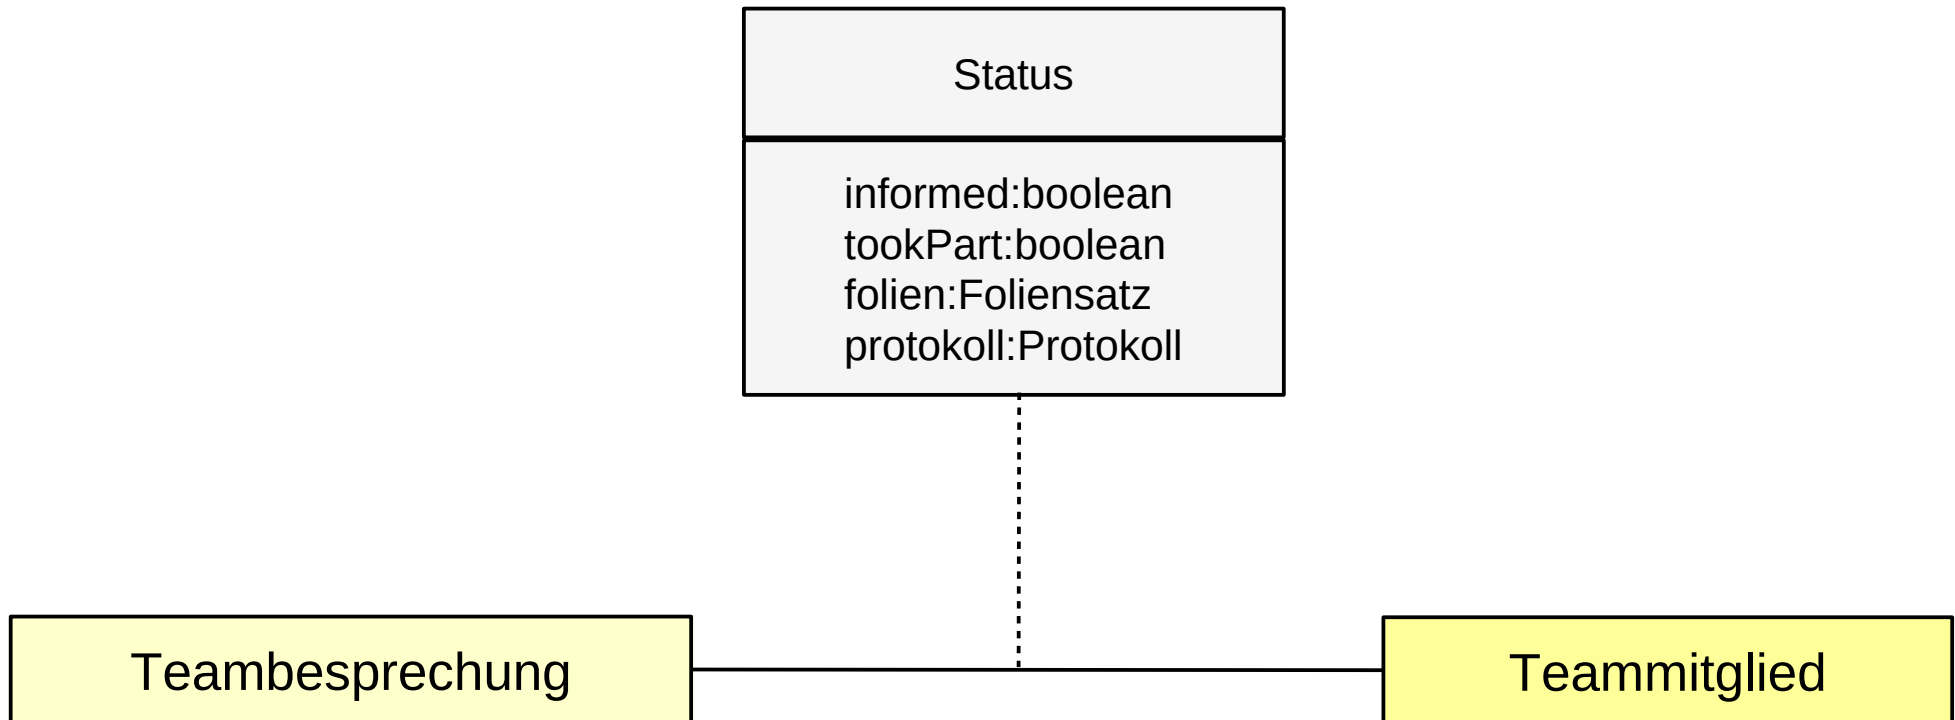 Status
informed:boolean
tookPart:boolean
folien:Foliensatz
protokoll:Protokoll
Teambesprechung
Teammitglied